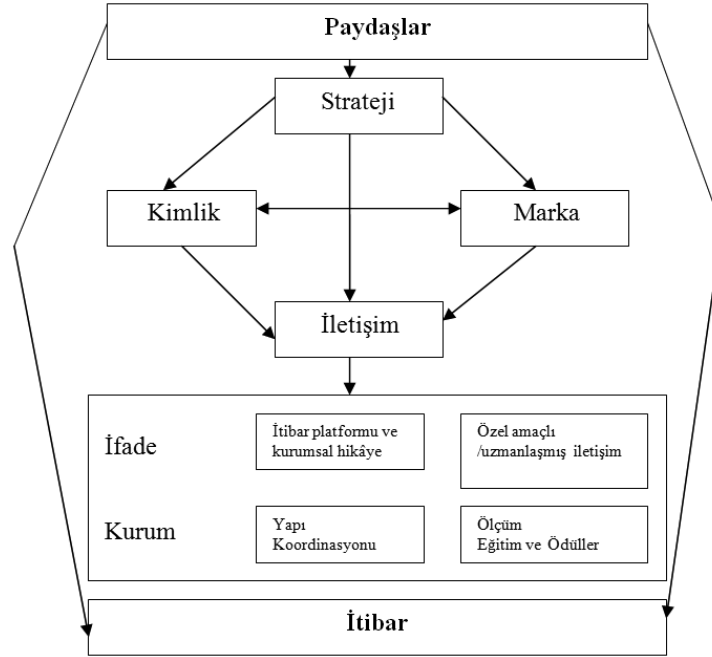 Paydaşlar
Strateji
Kimlik
Marka
İletişim
İfade
İtibar platformu ve
kurumsal hikâye
Özel amaçlı
/uzmanlaşmış iletişim
Kurum
Yapı
Koordinasyonu
Ölçüm
Eğitim ve Ödüller
İtibar